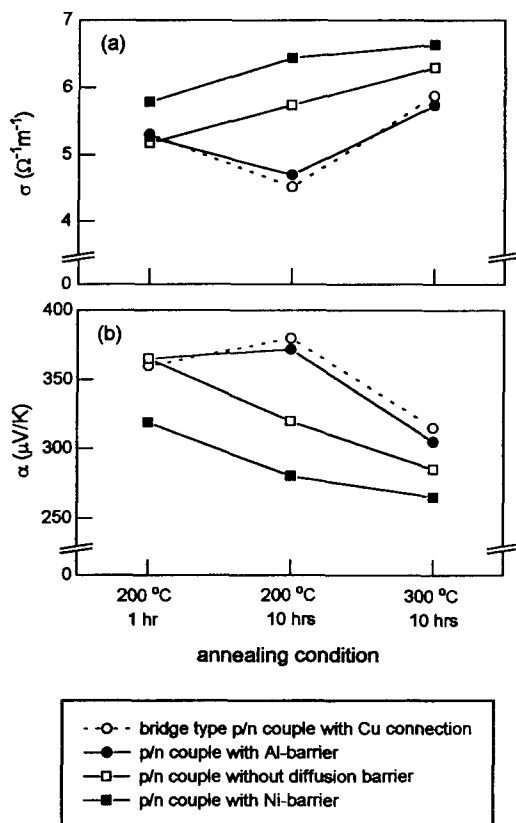 (a)
7
6
5
4
0
σ (Ω⁻¹m⁻¹)
(b)
400
350
300
250
0
α (μV/K)
200 °C 200 °C 300 °C
1 hr 10 hrs 10 hrs
annealing condition
bridge type p/n couple with Cu connection
p/n couple with Al-barrier
p/n couple without diffusion barrier
p/n couple with Ni-barrier